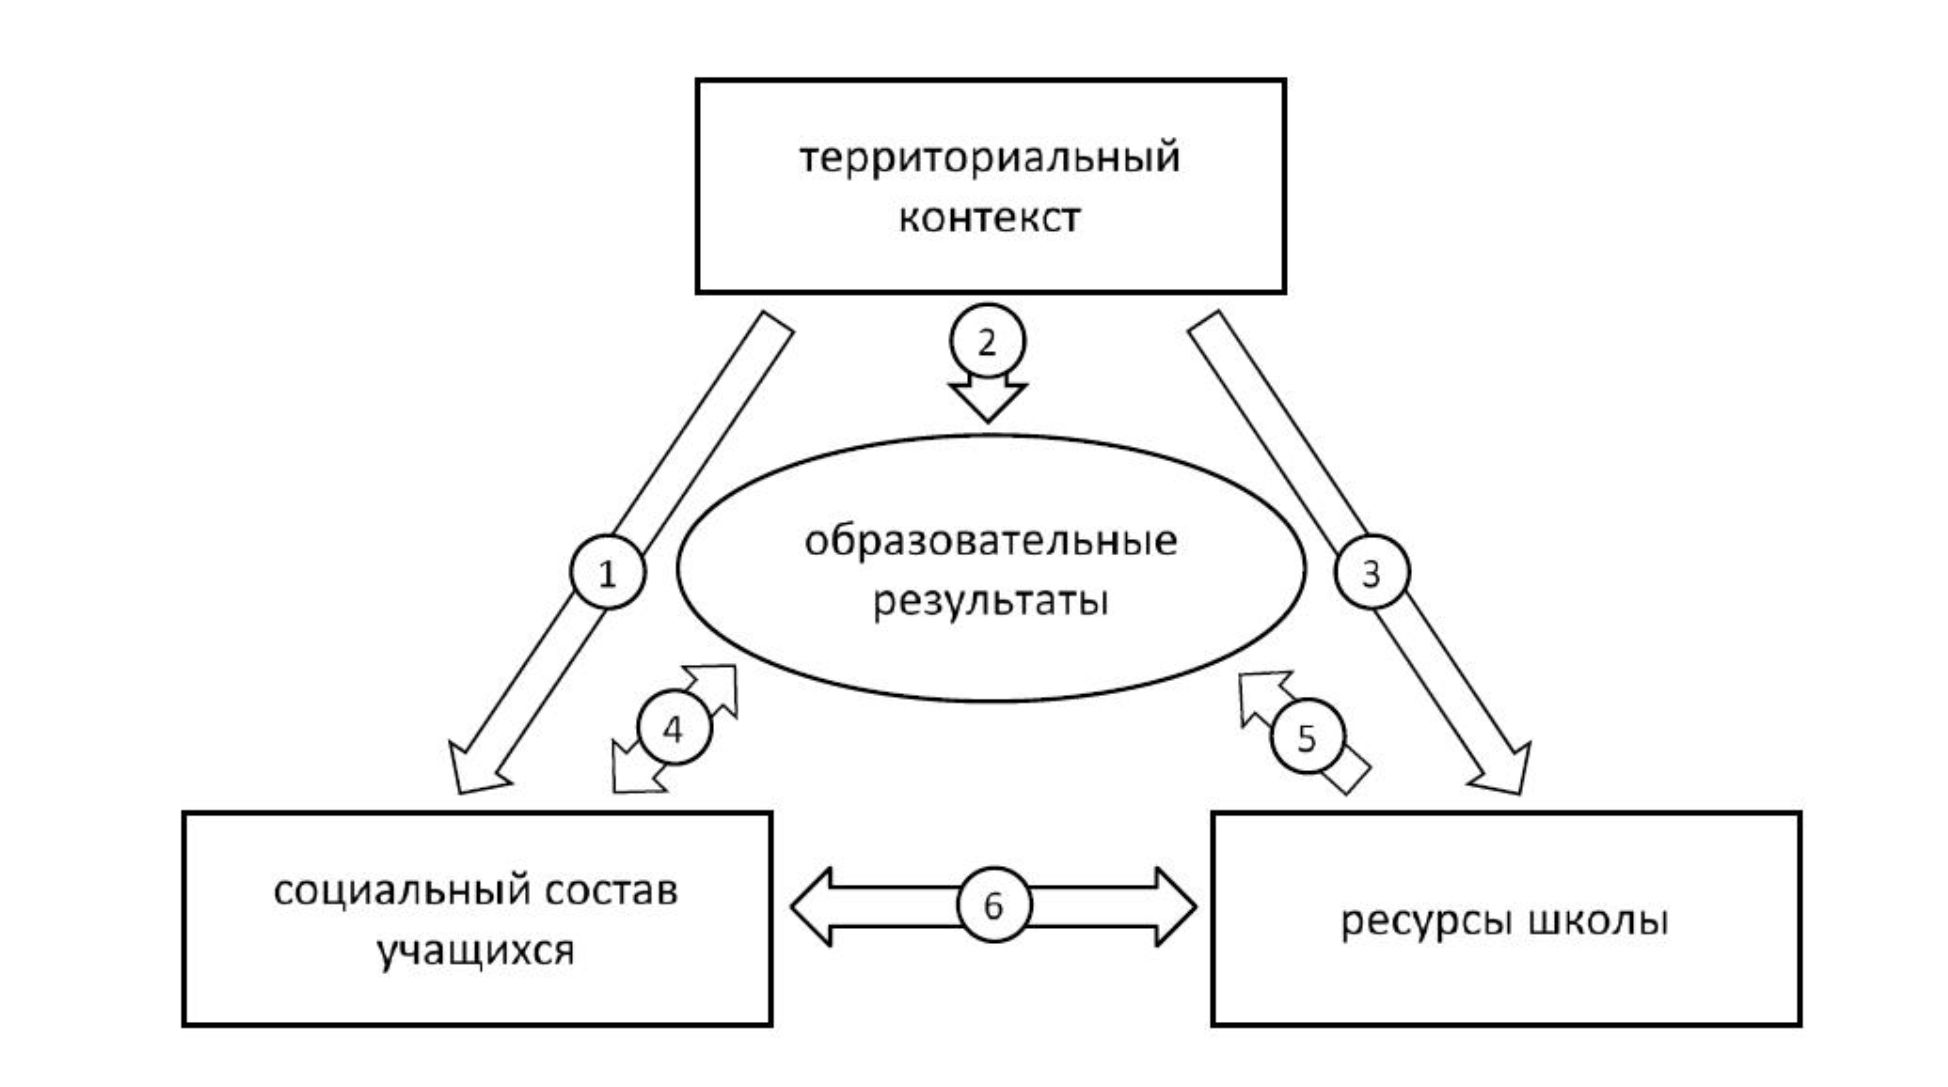 территориальный
контекст
2
образовательные
результаты
1
3
4
5
социальный состав
учащихся
6
ресурсы школы